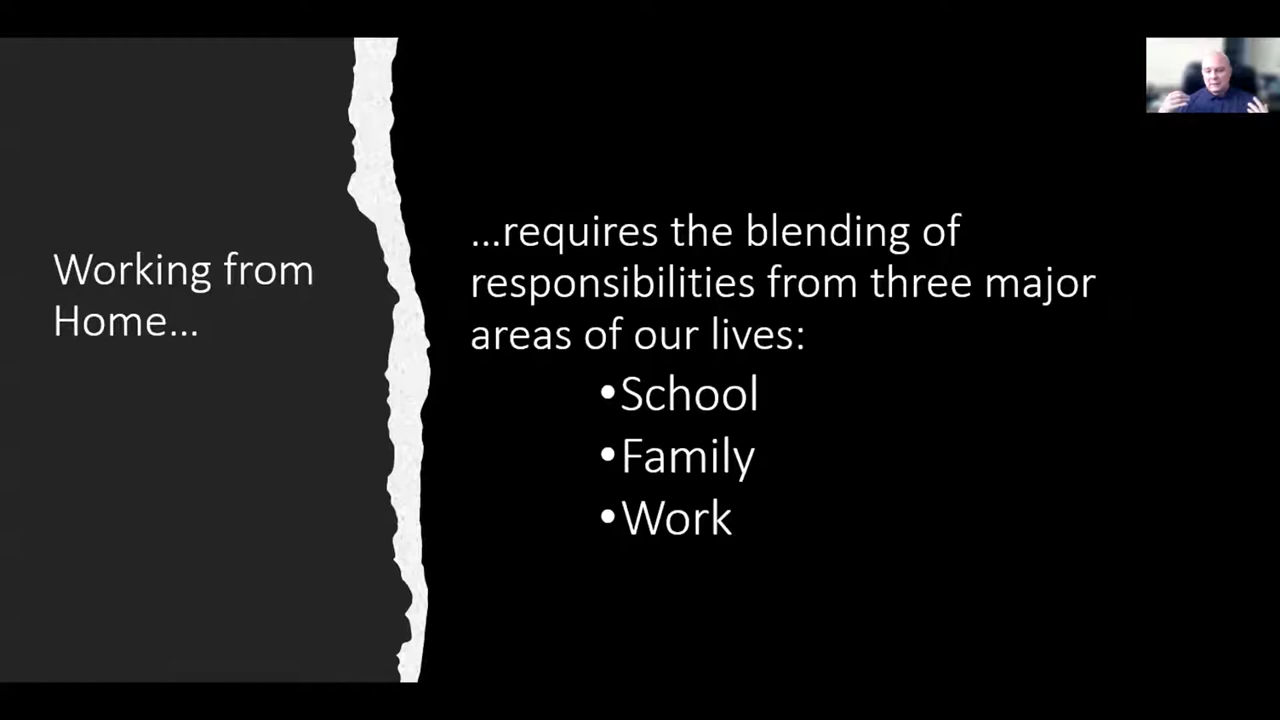 Working from
Home...
...requires the blending of
responsibilities from three major
areas of our lives:
•School
•Family
•Work